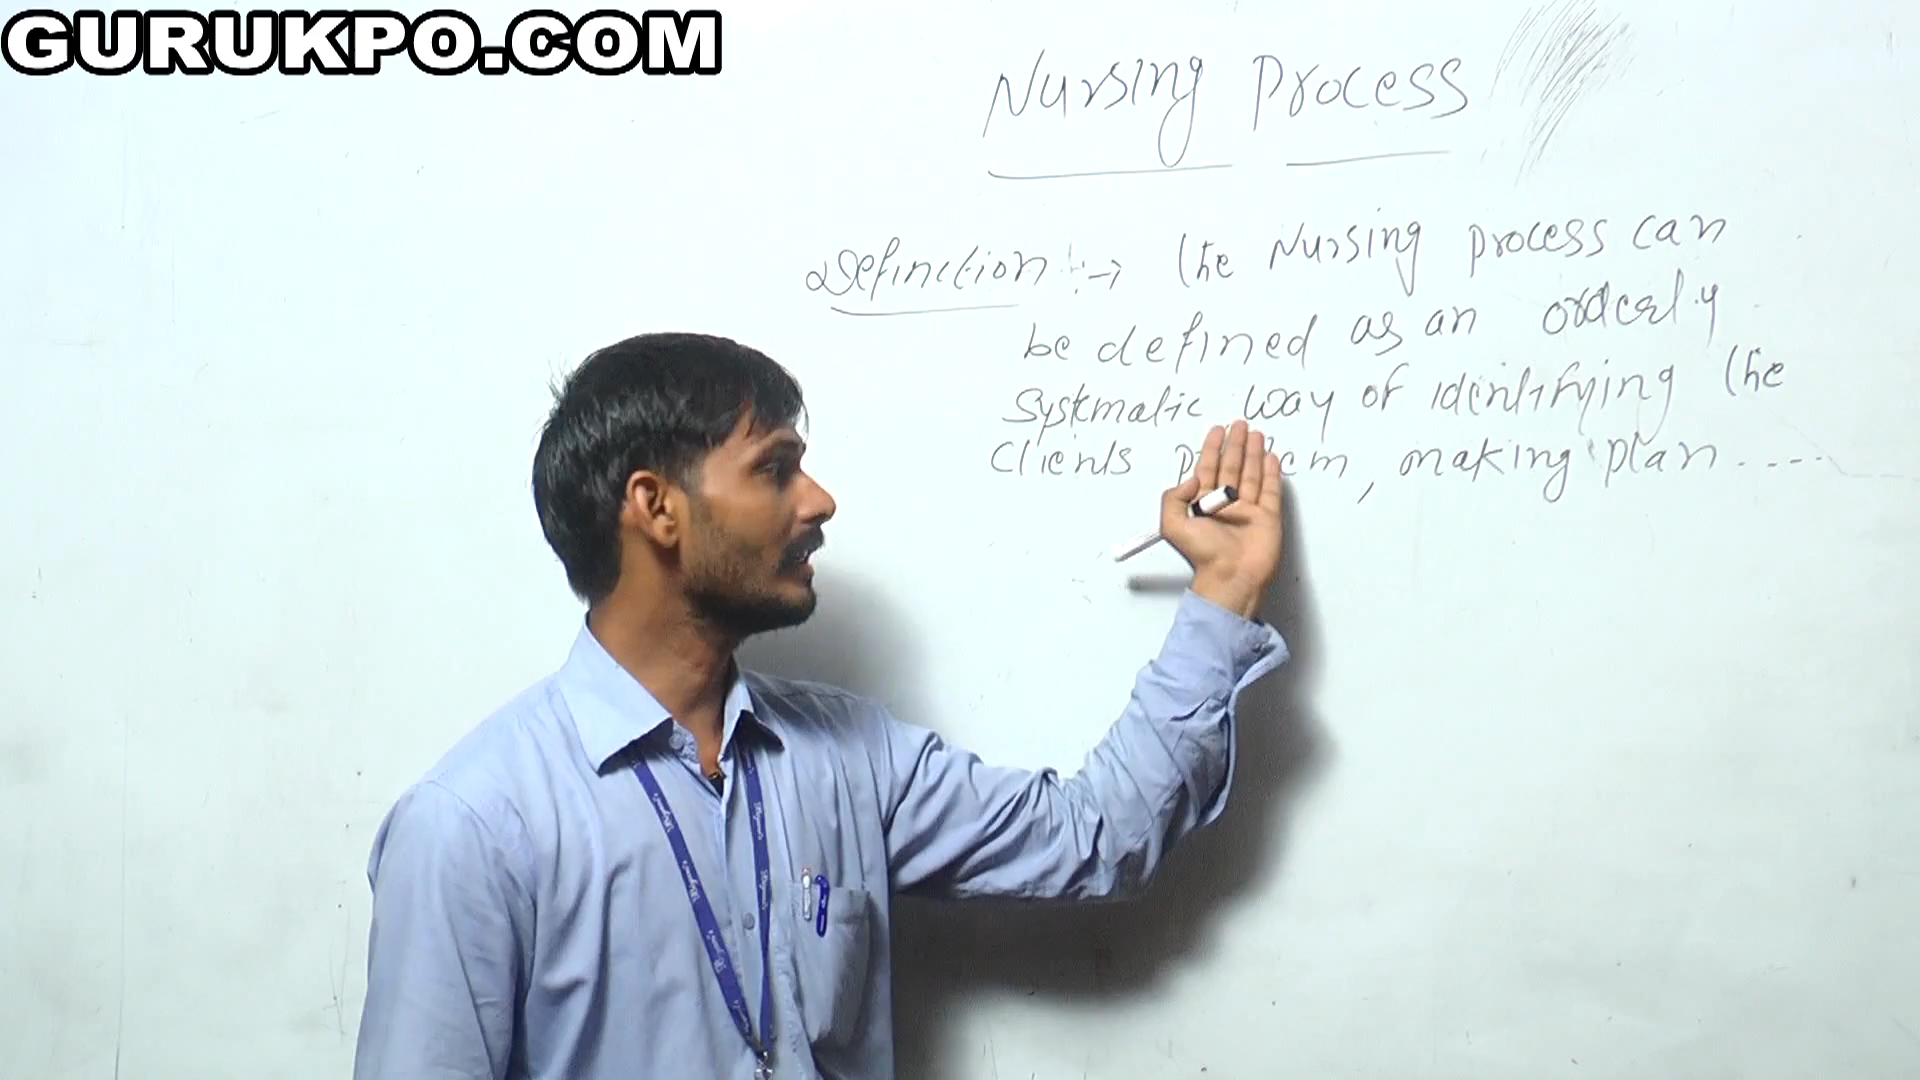 GURUKPO.COM
Nursing Process
Definction :→ The Nursing process can
be defined as an orderly
Systematic way of identifying the
Clients making plan ....